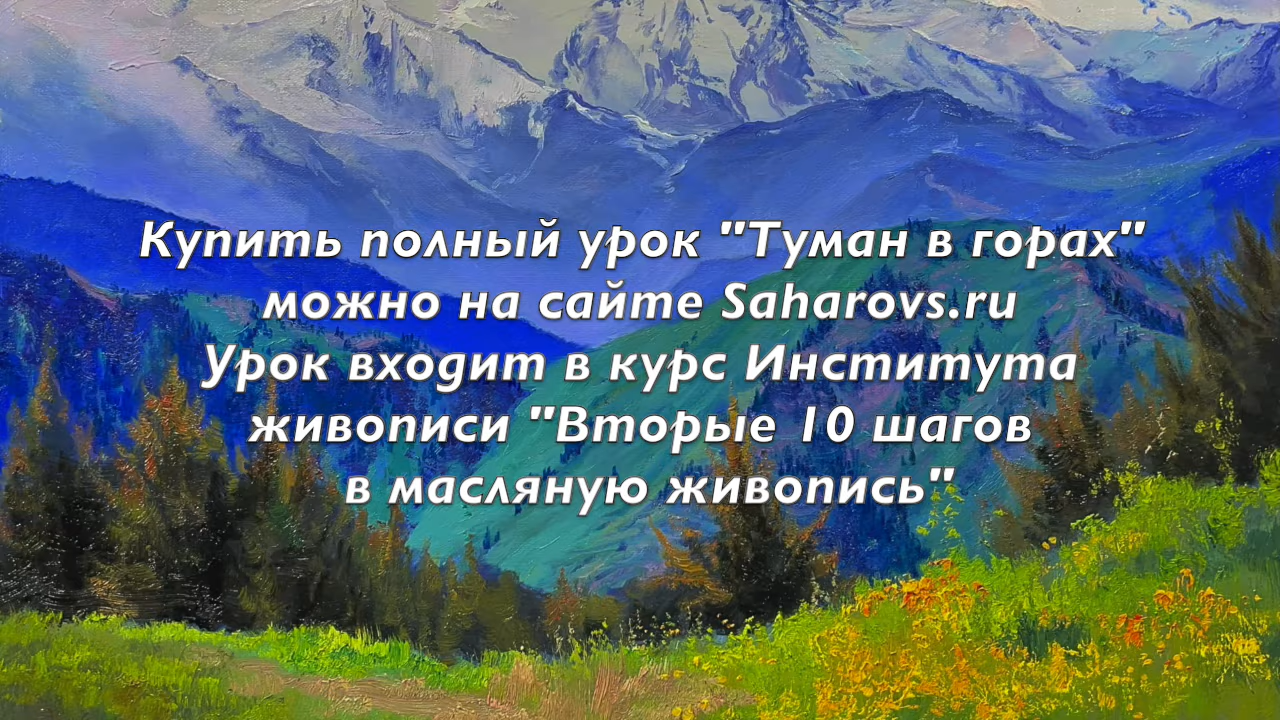 Купить полный урок "Туман в горах"
можно на сайте Saharovs.ru
Урок входит в курс Института
живописи "Вторые 10 шагов
в масляную живопись"